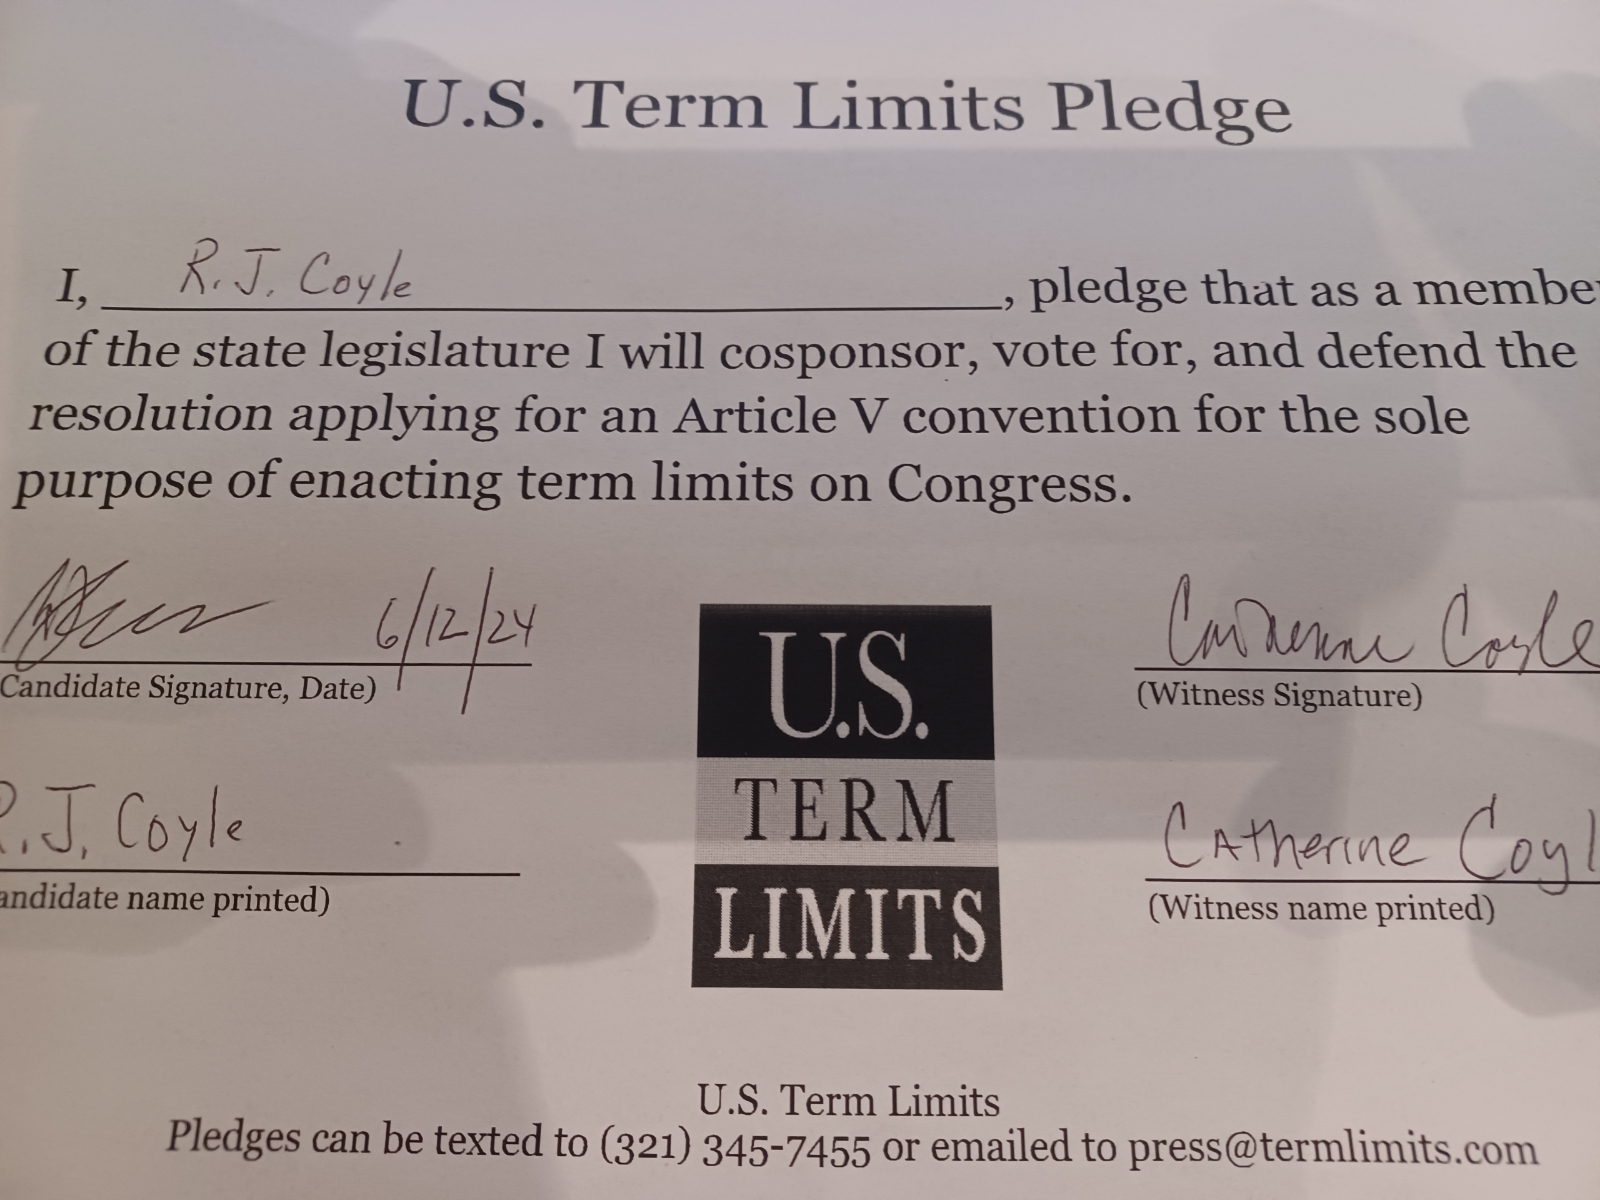 U.S. Term Limits Pledge
I, R.J. Coyle, pledge that as a membe
of the state legislature I will cosponsor, vote for, and defend the
resolution applying for an Article V convention for the sole
purpose of enacting term limits on Congress.
6/12/24
Catherine Coyle
Candidate Signature, Date)
(Witness Signature)
U.S.
TERM
LIMITS
R.J. Coyle
Catherine Coyl
andidate name printed)
(Witness name printed)
U.S. Term Limits
Pledges can be texted to (321) 345-7455 or emailed to press@termlimits.com